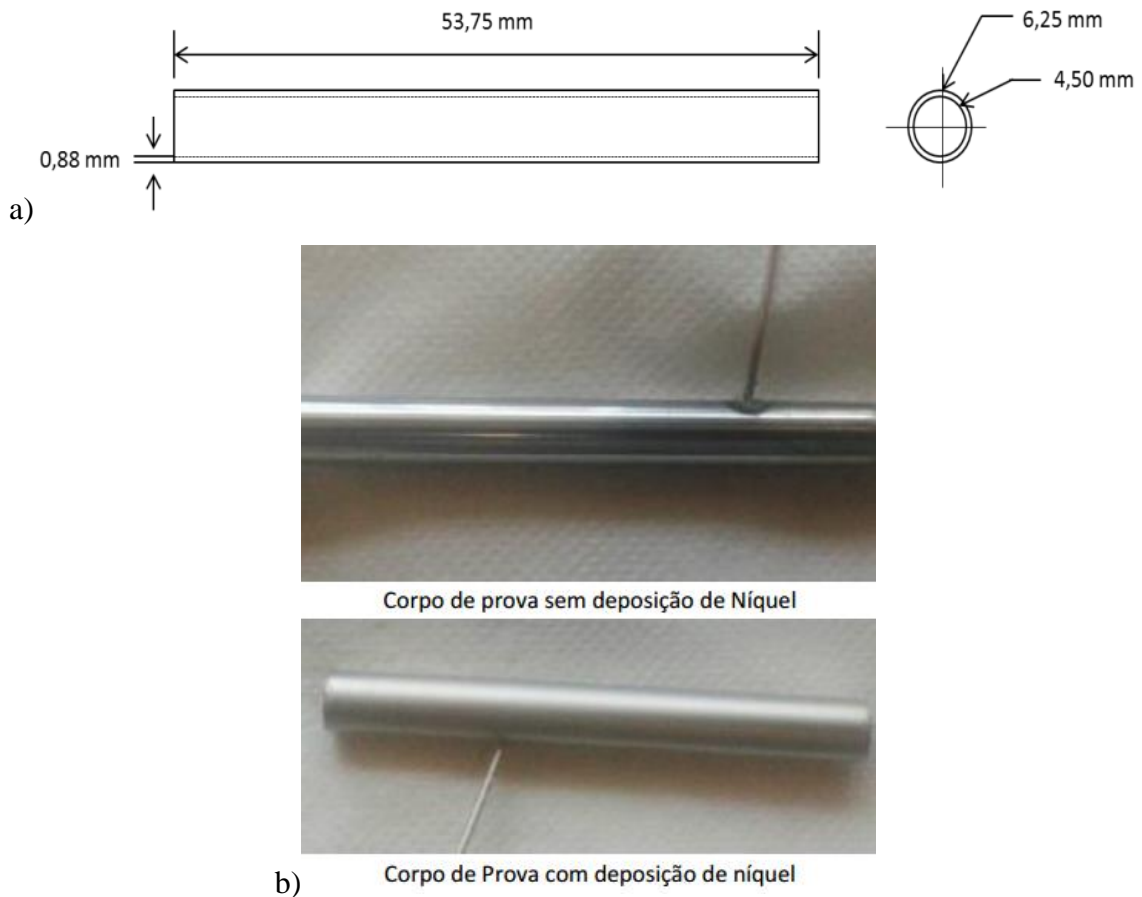 53,75 mm
6,25 mm
4,50 mm
0,88 mm
a)
Corpo de prova sem deposição de Níquel
Corpo de Prova com deposição de níquel
b)